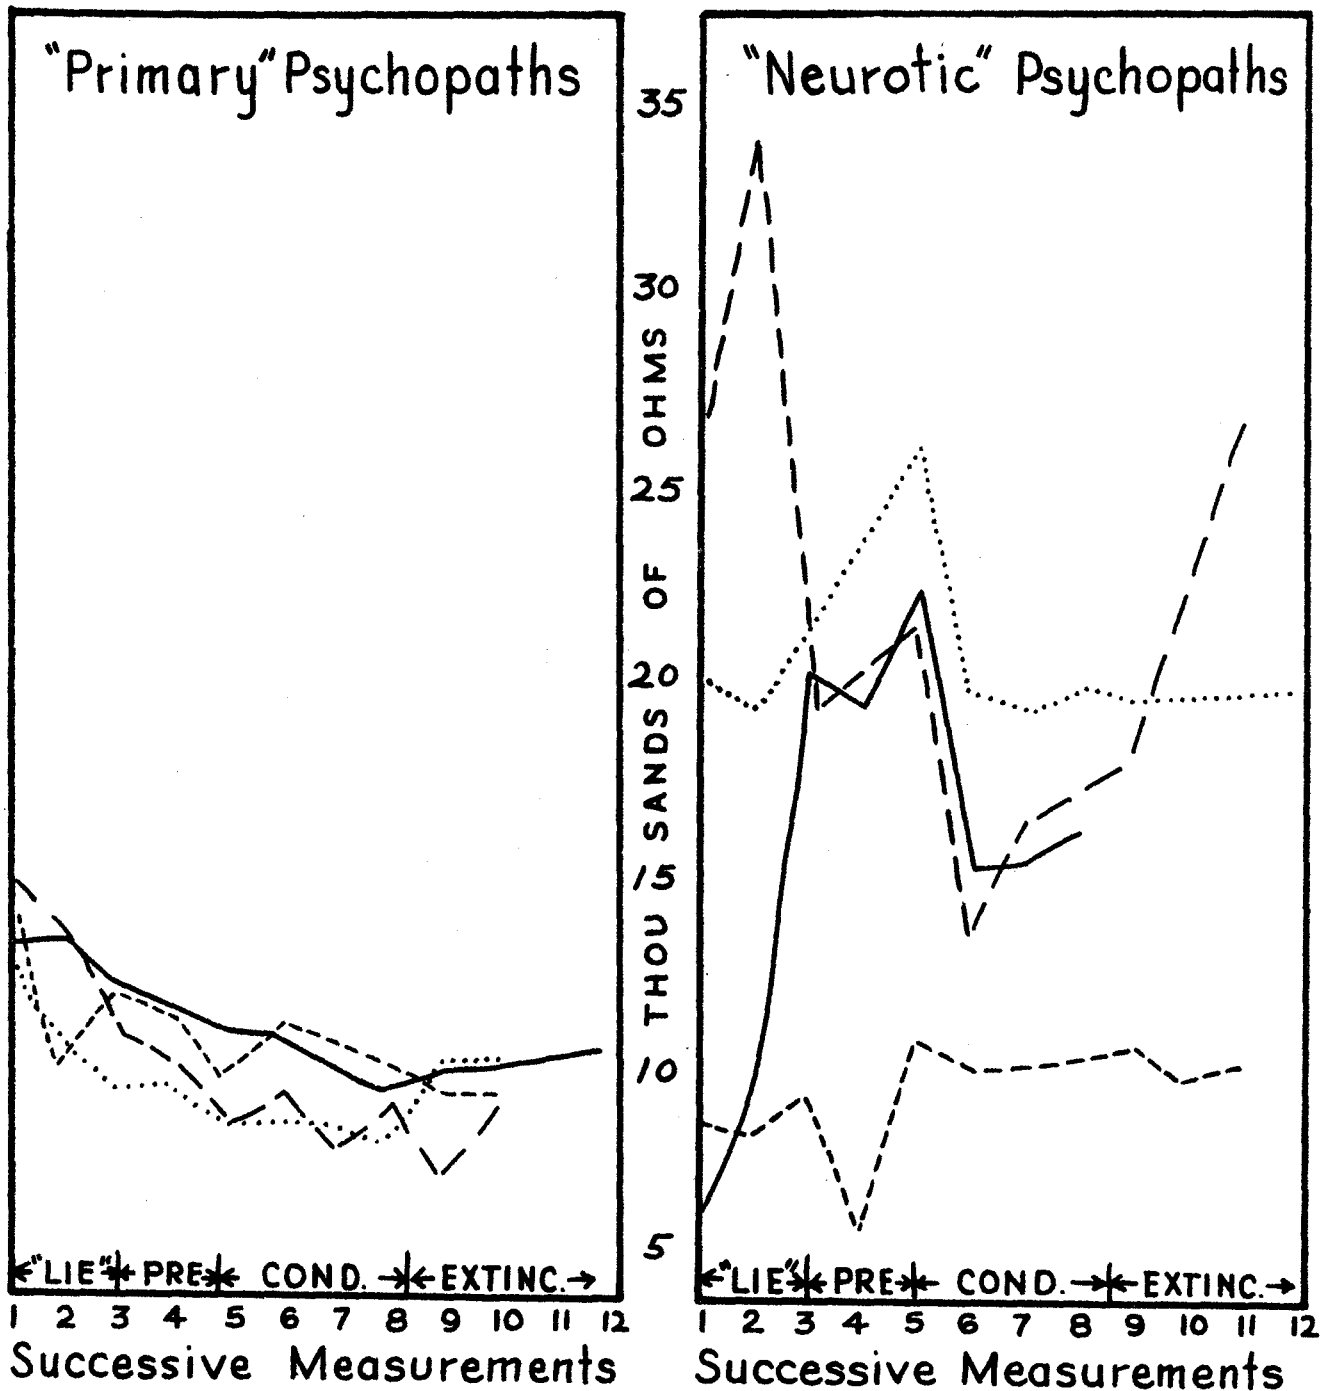 "Primary" Psychopaths
"LIE" PRE COND. EXTINC.
1 2 3 4 5 6 7 8 9 10 11 12
Successive Measurements
35
30
25
20
15
10
5
THOUSANDS OF OHMS
"Neurotic" Psychopaths
"LIE" PRE COND. EXTINC.
1 2 3 4 5 6 7 8 9 10 11 12
Successive Measurements